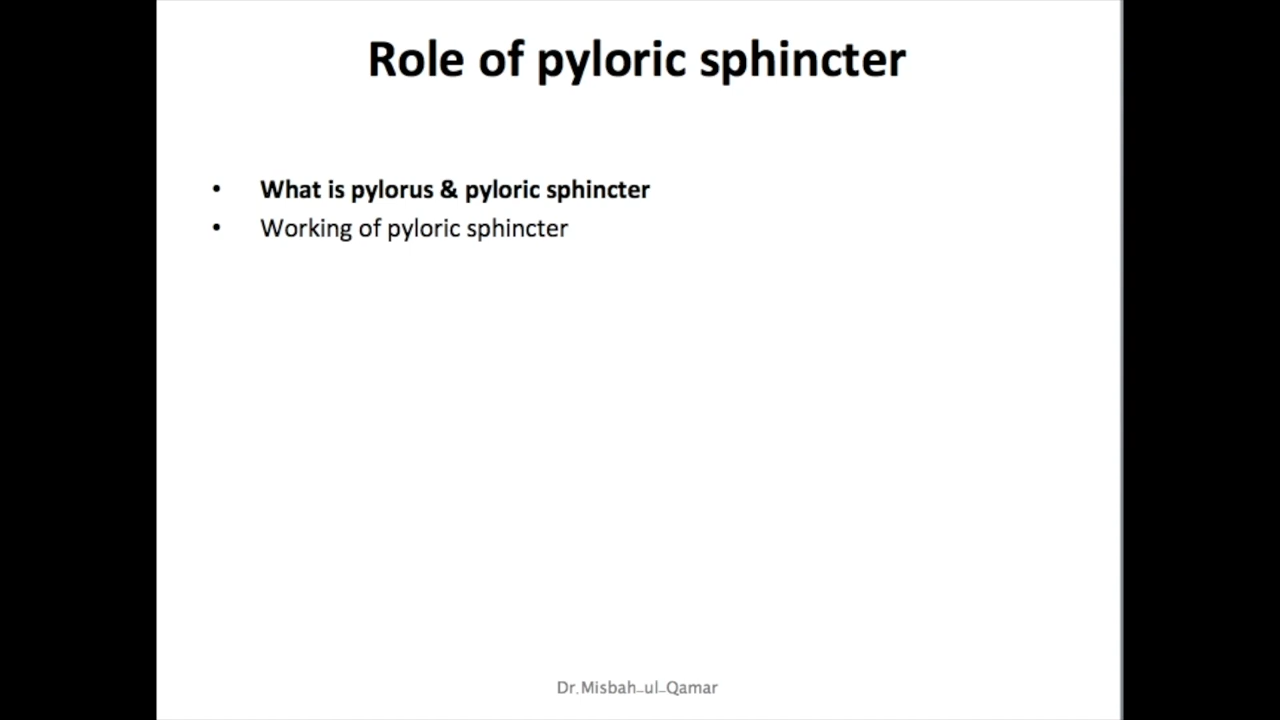 Role of pyloric sphincter
• What is pylorus & pyloric sphincter
• Working of pyloric sphincter
Dr.Misbah-ul-Qamar